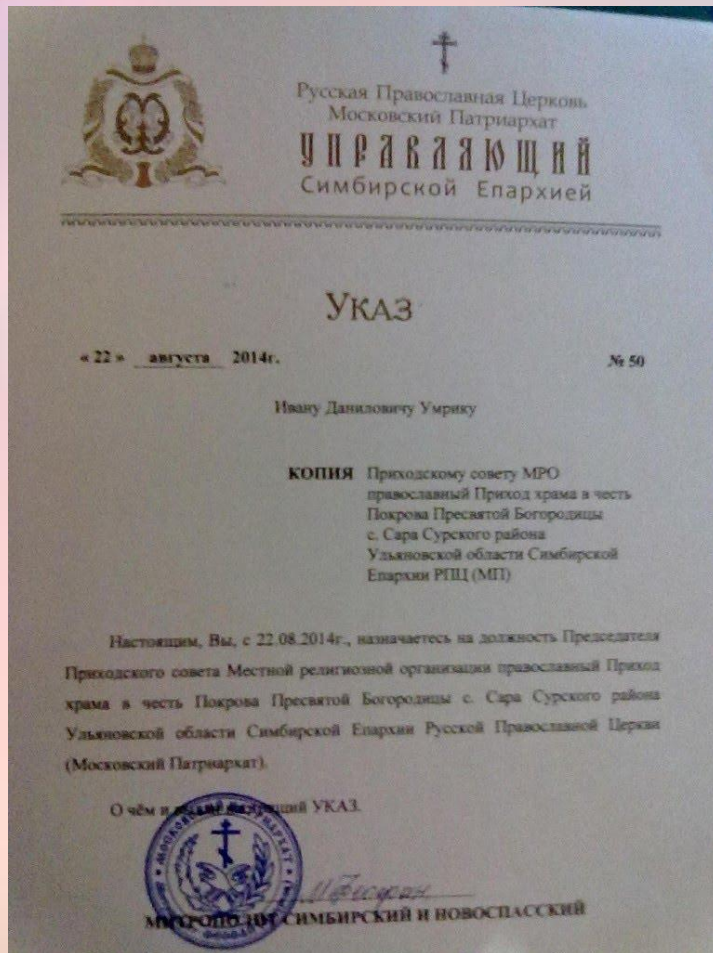 Русская Православная Церковь
Московский Патриархат
УПРАВЛЯЮЩИЙ
Симбирской Епархией
УКАЗ
« 22 » августа 2014г. № 50
Ивану Даниловичу Умрику
КОПИЯ Приходскому совету МРО
православный Приход храма в честь
Покрова Пресвятой Богородицы
с. Сара Сурского района
Ульяновской области Симбирской
Епархии РПЦ (МП)
Настоящим, Вы, с 22.08.2014г., назначаетесь на должность Председателя
Приходского совета Местной религиозной организации православный Приход
храма в честь Покрова Пресвятой Богородицы с. Сара Сурского района
Ульяновской области Симбирской Епархии Русской Православной Церкви
(Московский Патриархат).
О чём и УКАЗ.
МОСКОВСКИЙ ПАТРИАРХАТ
МИТРОПОЛИТ СИМБИРСКИЙ И НОВОСПАССКИЙ